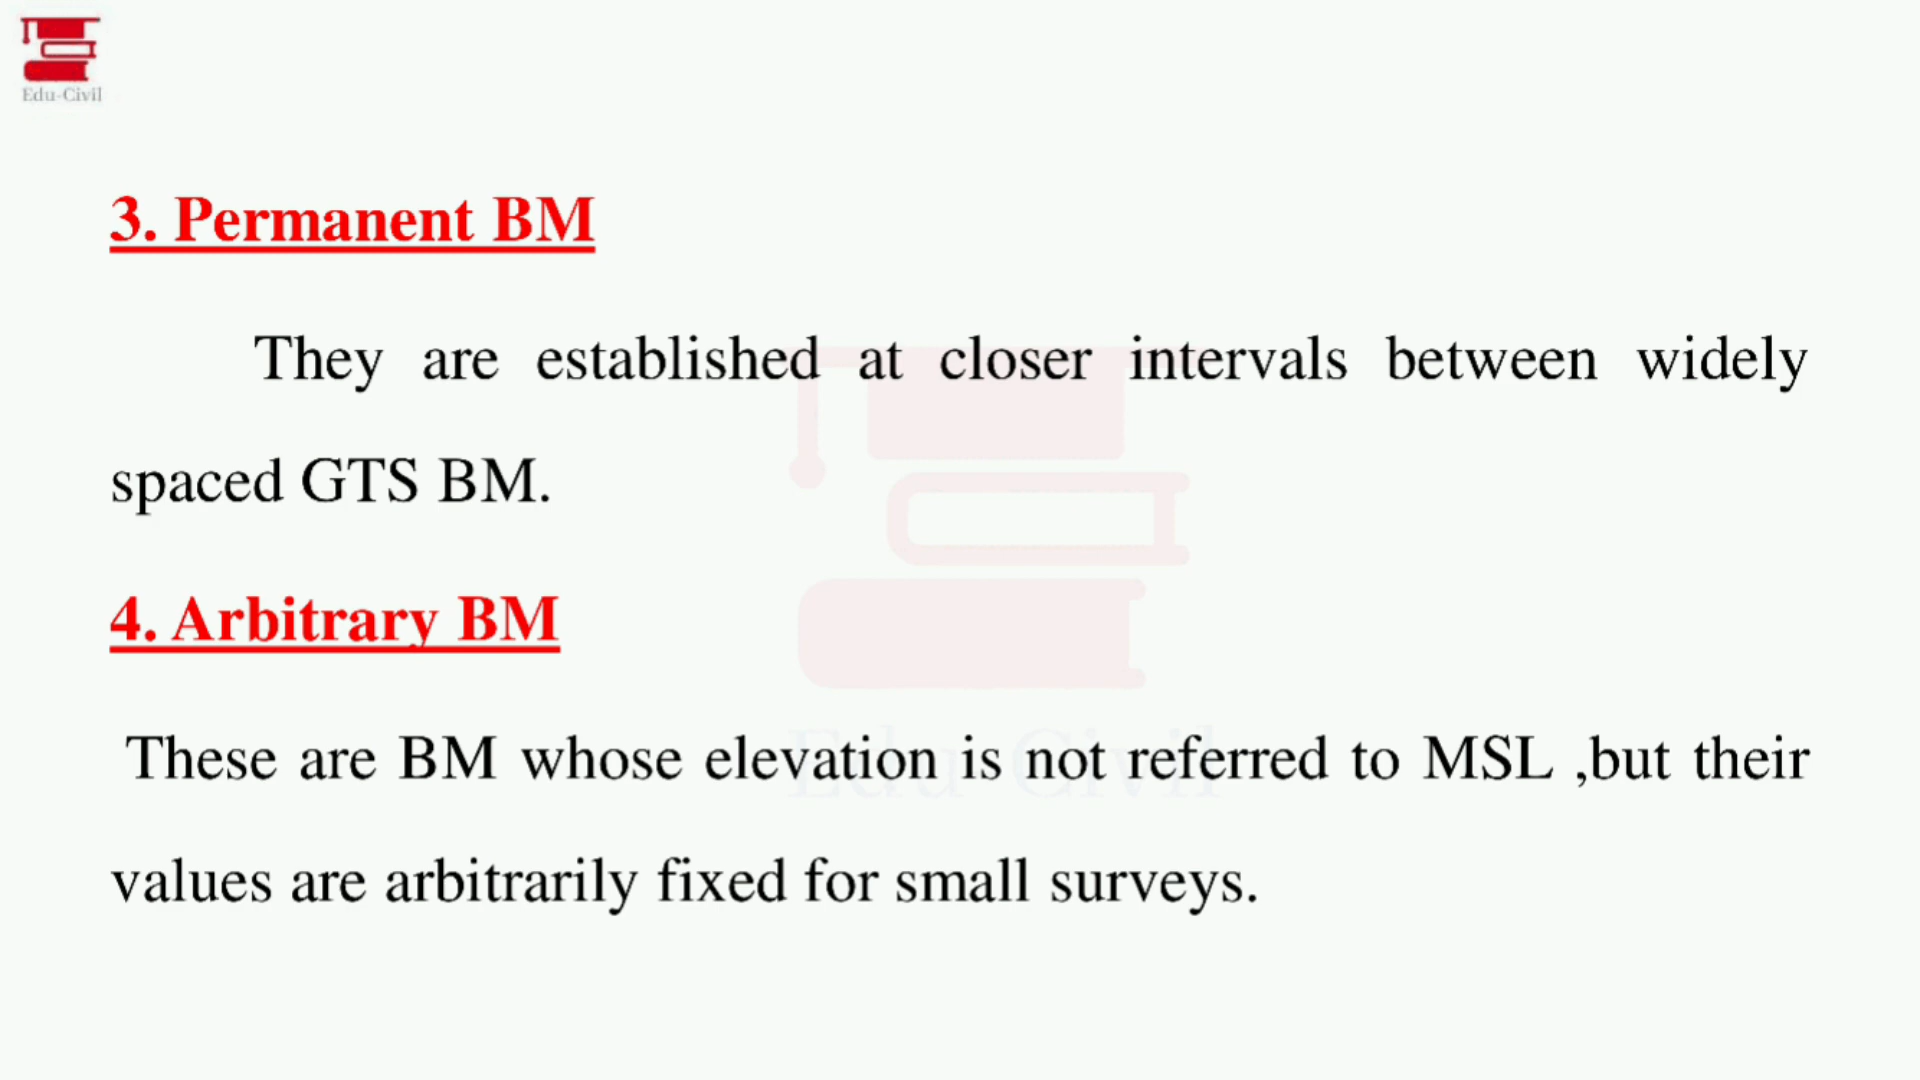 Edu-Civil
3. Permanent BM
They are established at closer intervals between widely
spaced GTS BM.
4. Arbitrary BM
These are BM whose elevation is not referred to MSL ,but their
values are arbitrarily fixed for small surveys.
Edu-Civil